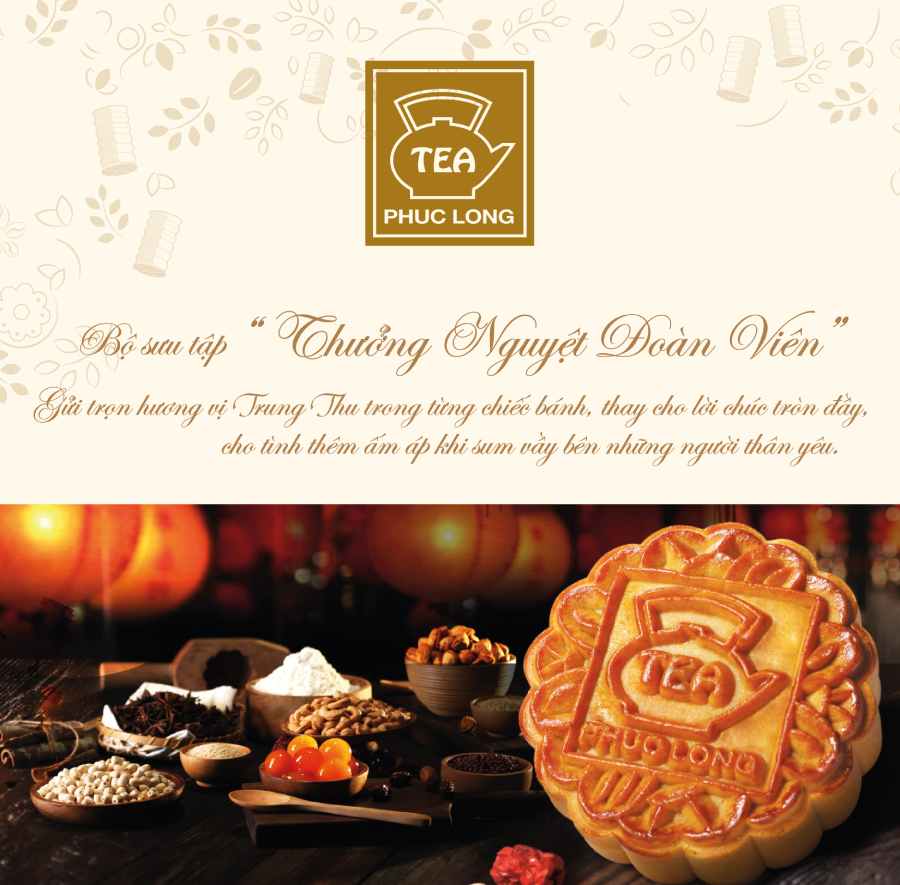 TEA
PHUC LONG
Bộ sưu tập “Thưởng Nguyệt Đoàn Viên”
Gửi trọn hương vị Trung Thu trong từng chiếc bánh, thay cho lời chúc tròn đầy,
cho tình thêm ấm áp khi sum vầy bên những người thân yêu.
TEA
PHUC LONG